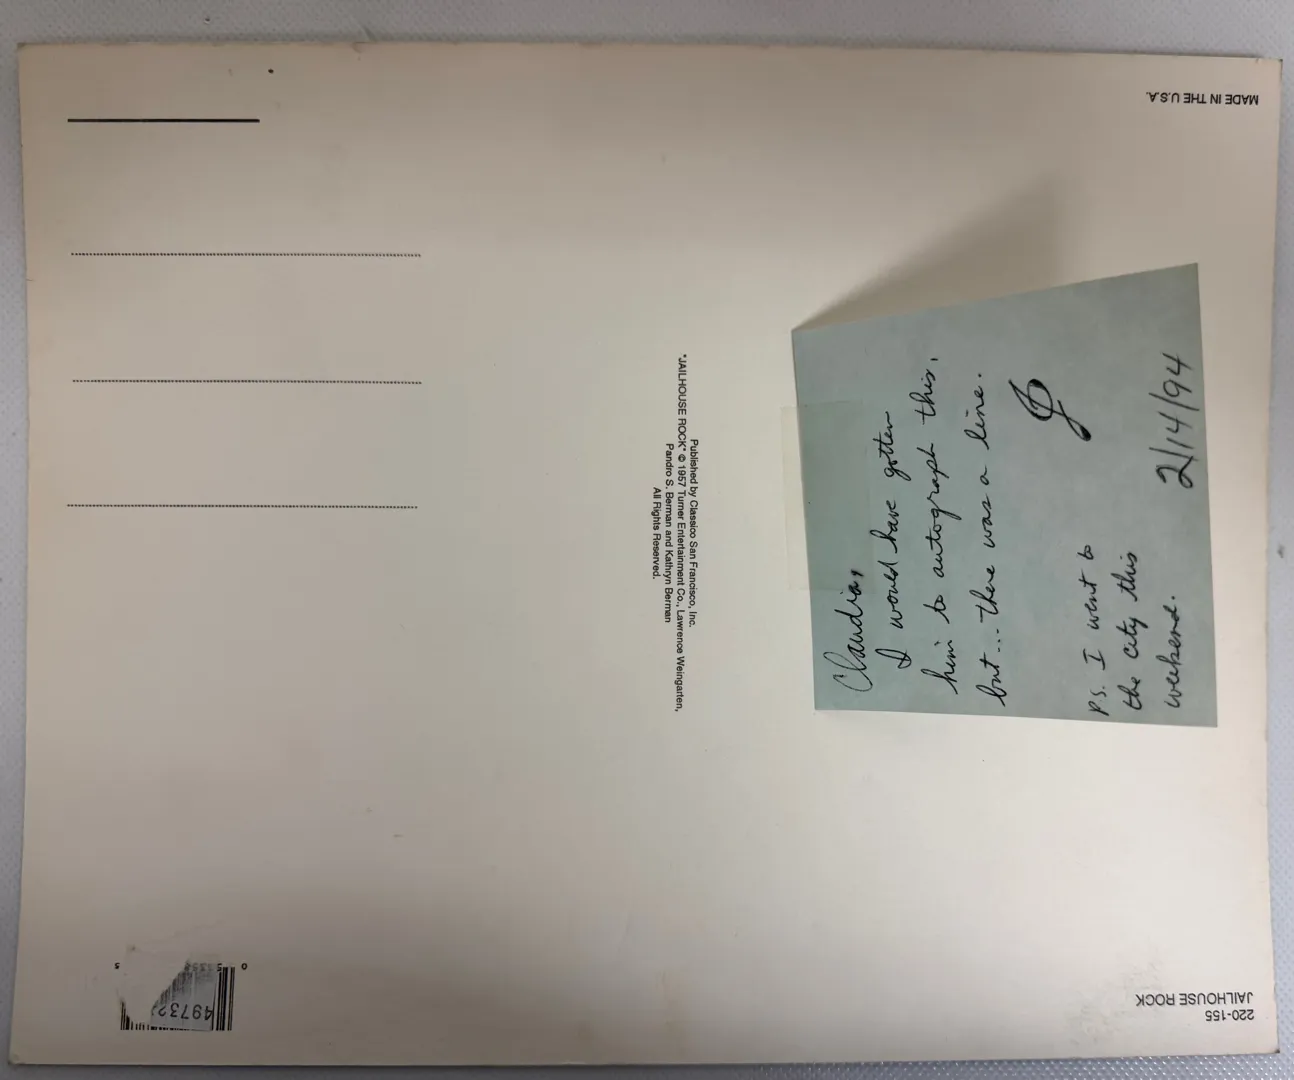 MADE IN THE U.S.A.
Published by Classico San Francisco, Inc.
"JAILHOUSE ROCK" © 1957 Turner Entertainment Co., Lawrence Weingarten,
Pandro S. Berman and Kathryn Berman
All Rights Reserved.
Claudia,
I would have gotten
him to autograph this,
but... there was a line.
J
P.S. I went to
the city this
weekend.
2/14/94
220-155
JAILHOUSE ROCK
0
5